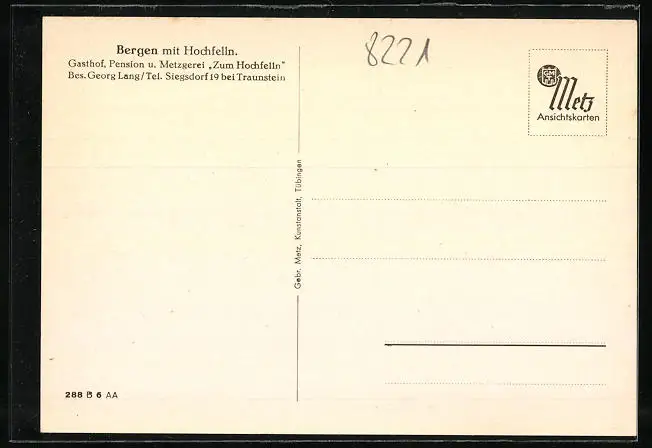 Bergen mit Hochfelln.
Gasthof, Pension u. Metzgerei „Zum Hochfelln"
Bes. Georg Lang/Tel. Siegsdorf 19 bei Traunstein
8221
Metz
Ansichtskarten
Gebr. Metz, Kunstanstalt, Tübingen
288 B 6 AA